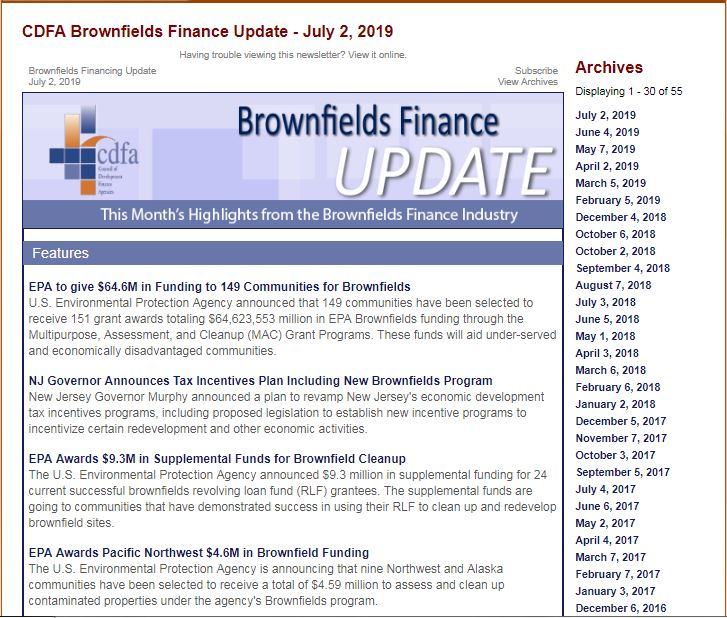 CDFA Brownfields Finance Update - July 2, 2019
Having trouble viewing this newsletter? View it online.
Brownfields Financing Update
July 2, 2019
Subscribe
View Archives
cdfa
Council of
Development
Finance
Agencies
Brownfields Finance
UPDATE
This Month's Highlights from the Brownfields Finance Industry
Features
EPA to give $64.6M in Funding to 149 Communities for Brownfields
U.S. Environmental Protection Agency announced that 149 communities have been selected to
receive 151 grant awards totaling $64,623,553 million in EPA Brownfields funding through the
Multipurpose, Assessment, and Cleanup (MAC) Grant Programs. These funds will aid under-served
and economically disadvantaged communities.
NJ Governor Announces Tax Incentives Plan Including New Brownfields Program
New Jersey Governor Murphy announced a plan to revamp New Jersey's economic development
tax incentives programs, including proposed legislation to establish new incentive programs to
incentivize certain redevelopment and other economic activities.
EPA Awards $9.3M in Supplemental Funds for Brownfield Cleanup
The U.S. Environmental Protection Agency announced $9.3 million in supplemental funding for 24
current successful brownfields revolving loan fund (RLF) grantees. The supplemental funds are
going to communities that have demonstrated success in using their RLF to clean up and redevelop
brownfield sites.
EPA Awards Pacific Northwest $4.6M in Brownfield Funding
The U.S. Environmental Protection Agency is announcing that nine Northwest and Alaska
communities have been selected to receive a total of $4.59 million to assess and clean up
contaminated properties under the agency's Brownfields program.
Archives
Displaying 1 - 30 of 55
July 2, 2019
June 4, 2019
May 7, 2019
April 2, 2019
March 5, 2019
February 5, 2019
December 4, 2018
October 6, 2018
October 2, 2018
September 4, 2018
August 7, 2018
July 3, 2018
June 5, 2018
May 1, 2018
April 3, 2018
March 6, 2018
February 6, 2018
January 2, 2018
December 5, 2017
November 7, 2017
October 3, 2017
September 5, 2017
July 4, 2017
June 6, 2017
May 2, 2017
April 4, 2017
March 7, 2017
February 7, 2017
January 3, 2017
December 6, 2016